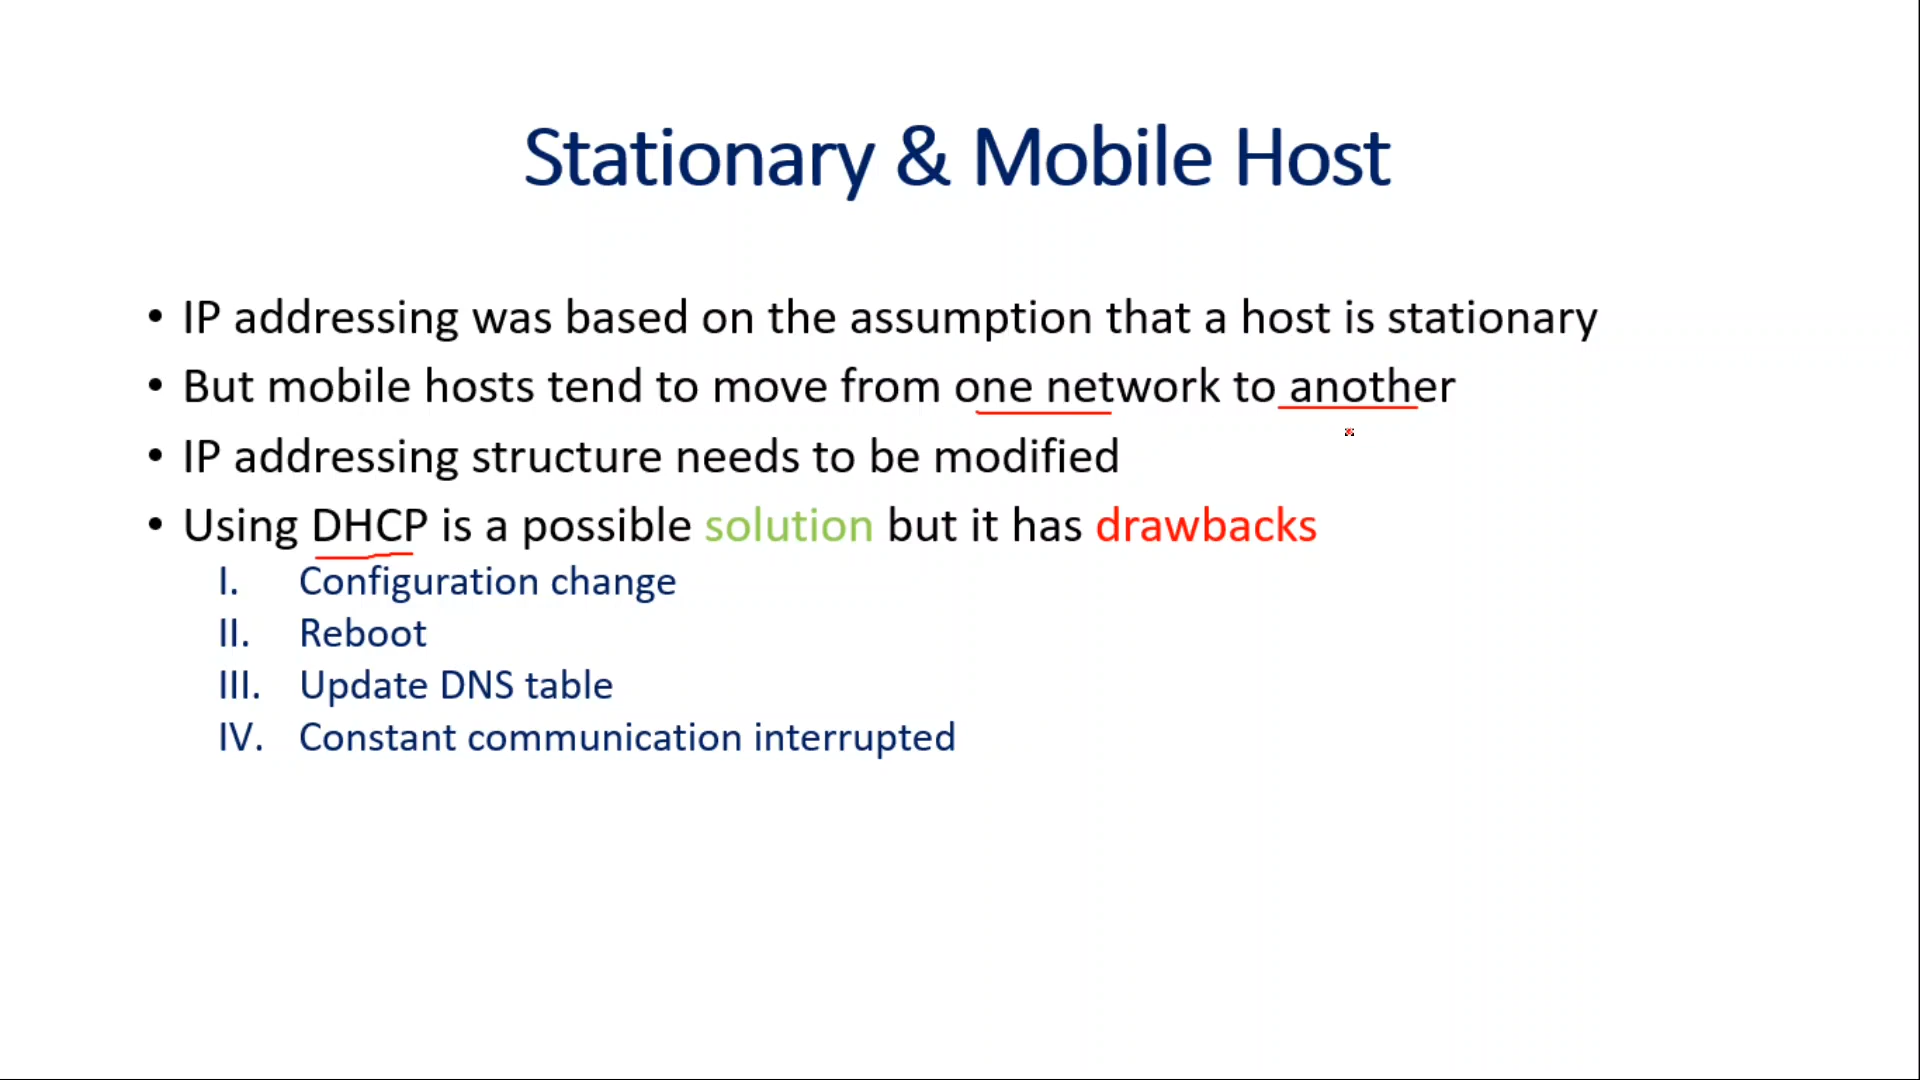 Stationary & Mobile Host
• IP addressing was based on the assumption that a host is stationary
• But mobile hosts tend to move from one network to another
• IP addressing structure needs to be modified
• Using DHCP is a possible solution but it has drawbacks
I. Configuration change
II. Reboot
III. Update DNS table
IV. Constant communication interrupted